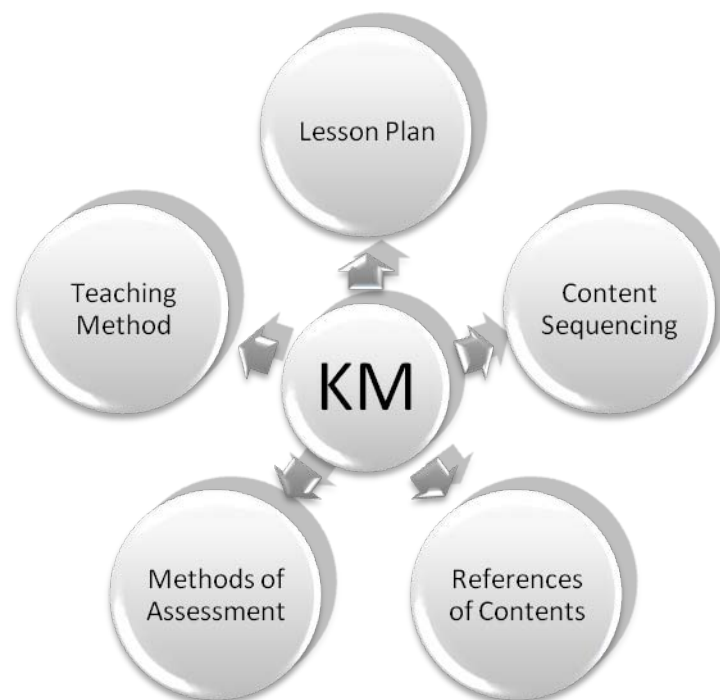 Lesson Plan
Teaching
Method
Content
Sequencing
KM
Methods of
Assessment
References
of Contents